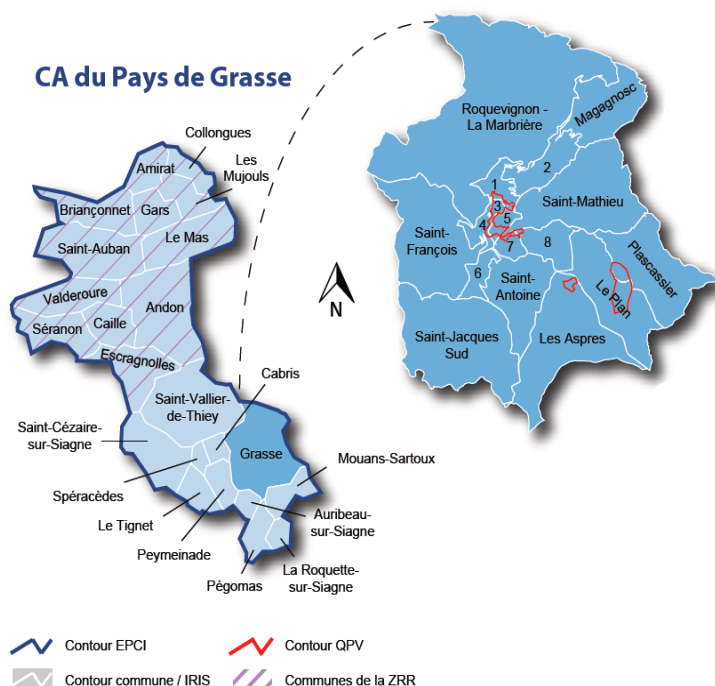 CA du Pays de Grasse
Collongues
Les
Mujouls
Amirat
Briançonnet
Gars
Saint-Auban
Le Mas
Valderoure
Andon
Séranon
Caille
Escragnolles
Cabris
Saint-Vallier-
de-Thiey
Saint-Cézaire-
sur-Siagne
Grasse
Mouans-Sartoux
Spéracèdes
Le Tignet
Auribeau-
sur-Siagne
Peymeinade
La Roquette-
sur-Siagne
Pégomas
N
Roquevignon -
La Marbrière
Magagnosc
2
1
3
Saint-Mathieu
4
5
Saint-
François
7
8
6
Saint-
Antoine
Plascassier
Le Plan
Saint-Jacques
Sud
Les Aspres
Contour EPCI
Contour QPV
Contour commune / IRIS
Communes de la ZRR